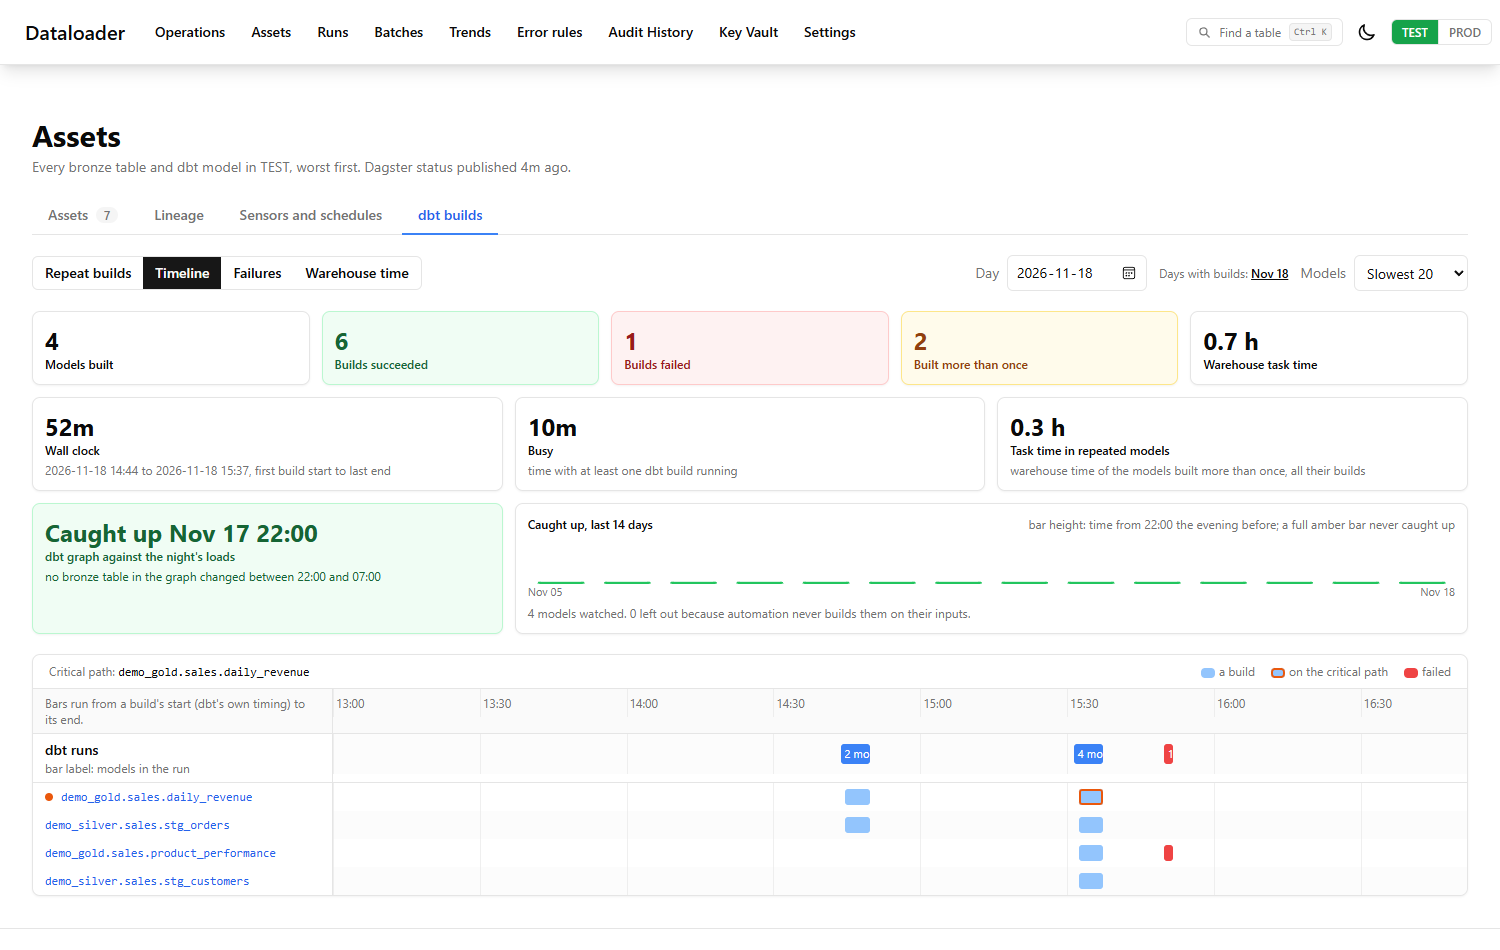 Dataloader
Operations
Assets
Runs
Batches
Trends
Error rules
Audit History
Key Vault
Settings
Find a table Ctrl K
TEST PROD
Assets
Every bronze table and dbt model in TEST, worst first. Dagster status published 4m ago.
Assets 7
Lineage
Sensors and schedules
dbt builds
Repeat builds
Timeline
Failures
Warehouse time
Day 2026-11-18
Days with builds: Nov 18
Models Slowest 20
4
Models built
6
Builds succeeded
1
Builds failed
2
Built more than once
0.7 h
Warehouse task time
52m
Wall clock
2026-11-18 14:44 to 2026-11-18 15:37, first build start to last end
10m
Busy
time with at least one dbt build running
0.3 h
Task time in repeated models
warehouse time of the models built more than once, all their builds
Caught up Nov 17 22:00
dbt graph against the night's loads
no bronze table in the graph changed between 22:00 and 07:00
Caught up, last 14 days
bar height: time from 22:00 the evening before; a full amber bar never caught up
Nov 05
Nov 18
4 models watched. 0 left out because automation never builds them on their inputs.
Critical path: demo_gold.sales.daily_revenue
a build
on the critical path
failed
Bars run from a build's start (dbt's own timing) to
its end.
13:00
13:30
14:00
14:30
15:00
15:30
16:00
16:30
dbt runs
bar label: models in the run
2 mo
4 mo
1
demo_gold.sales.daily_revenue
demo_silver.sales.stg_orders
demo_gold.sales.product_performance
demo_silver.sales.stg_customers